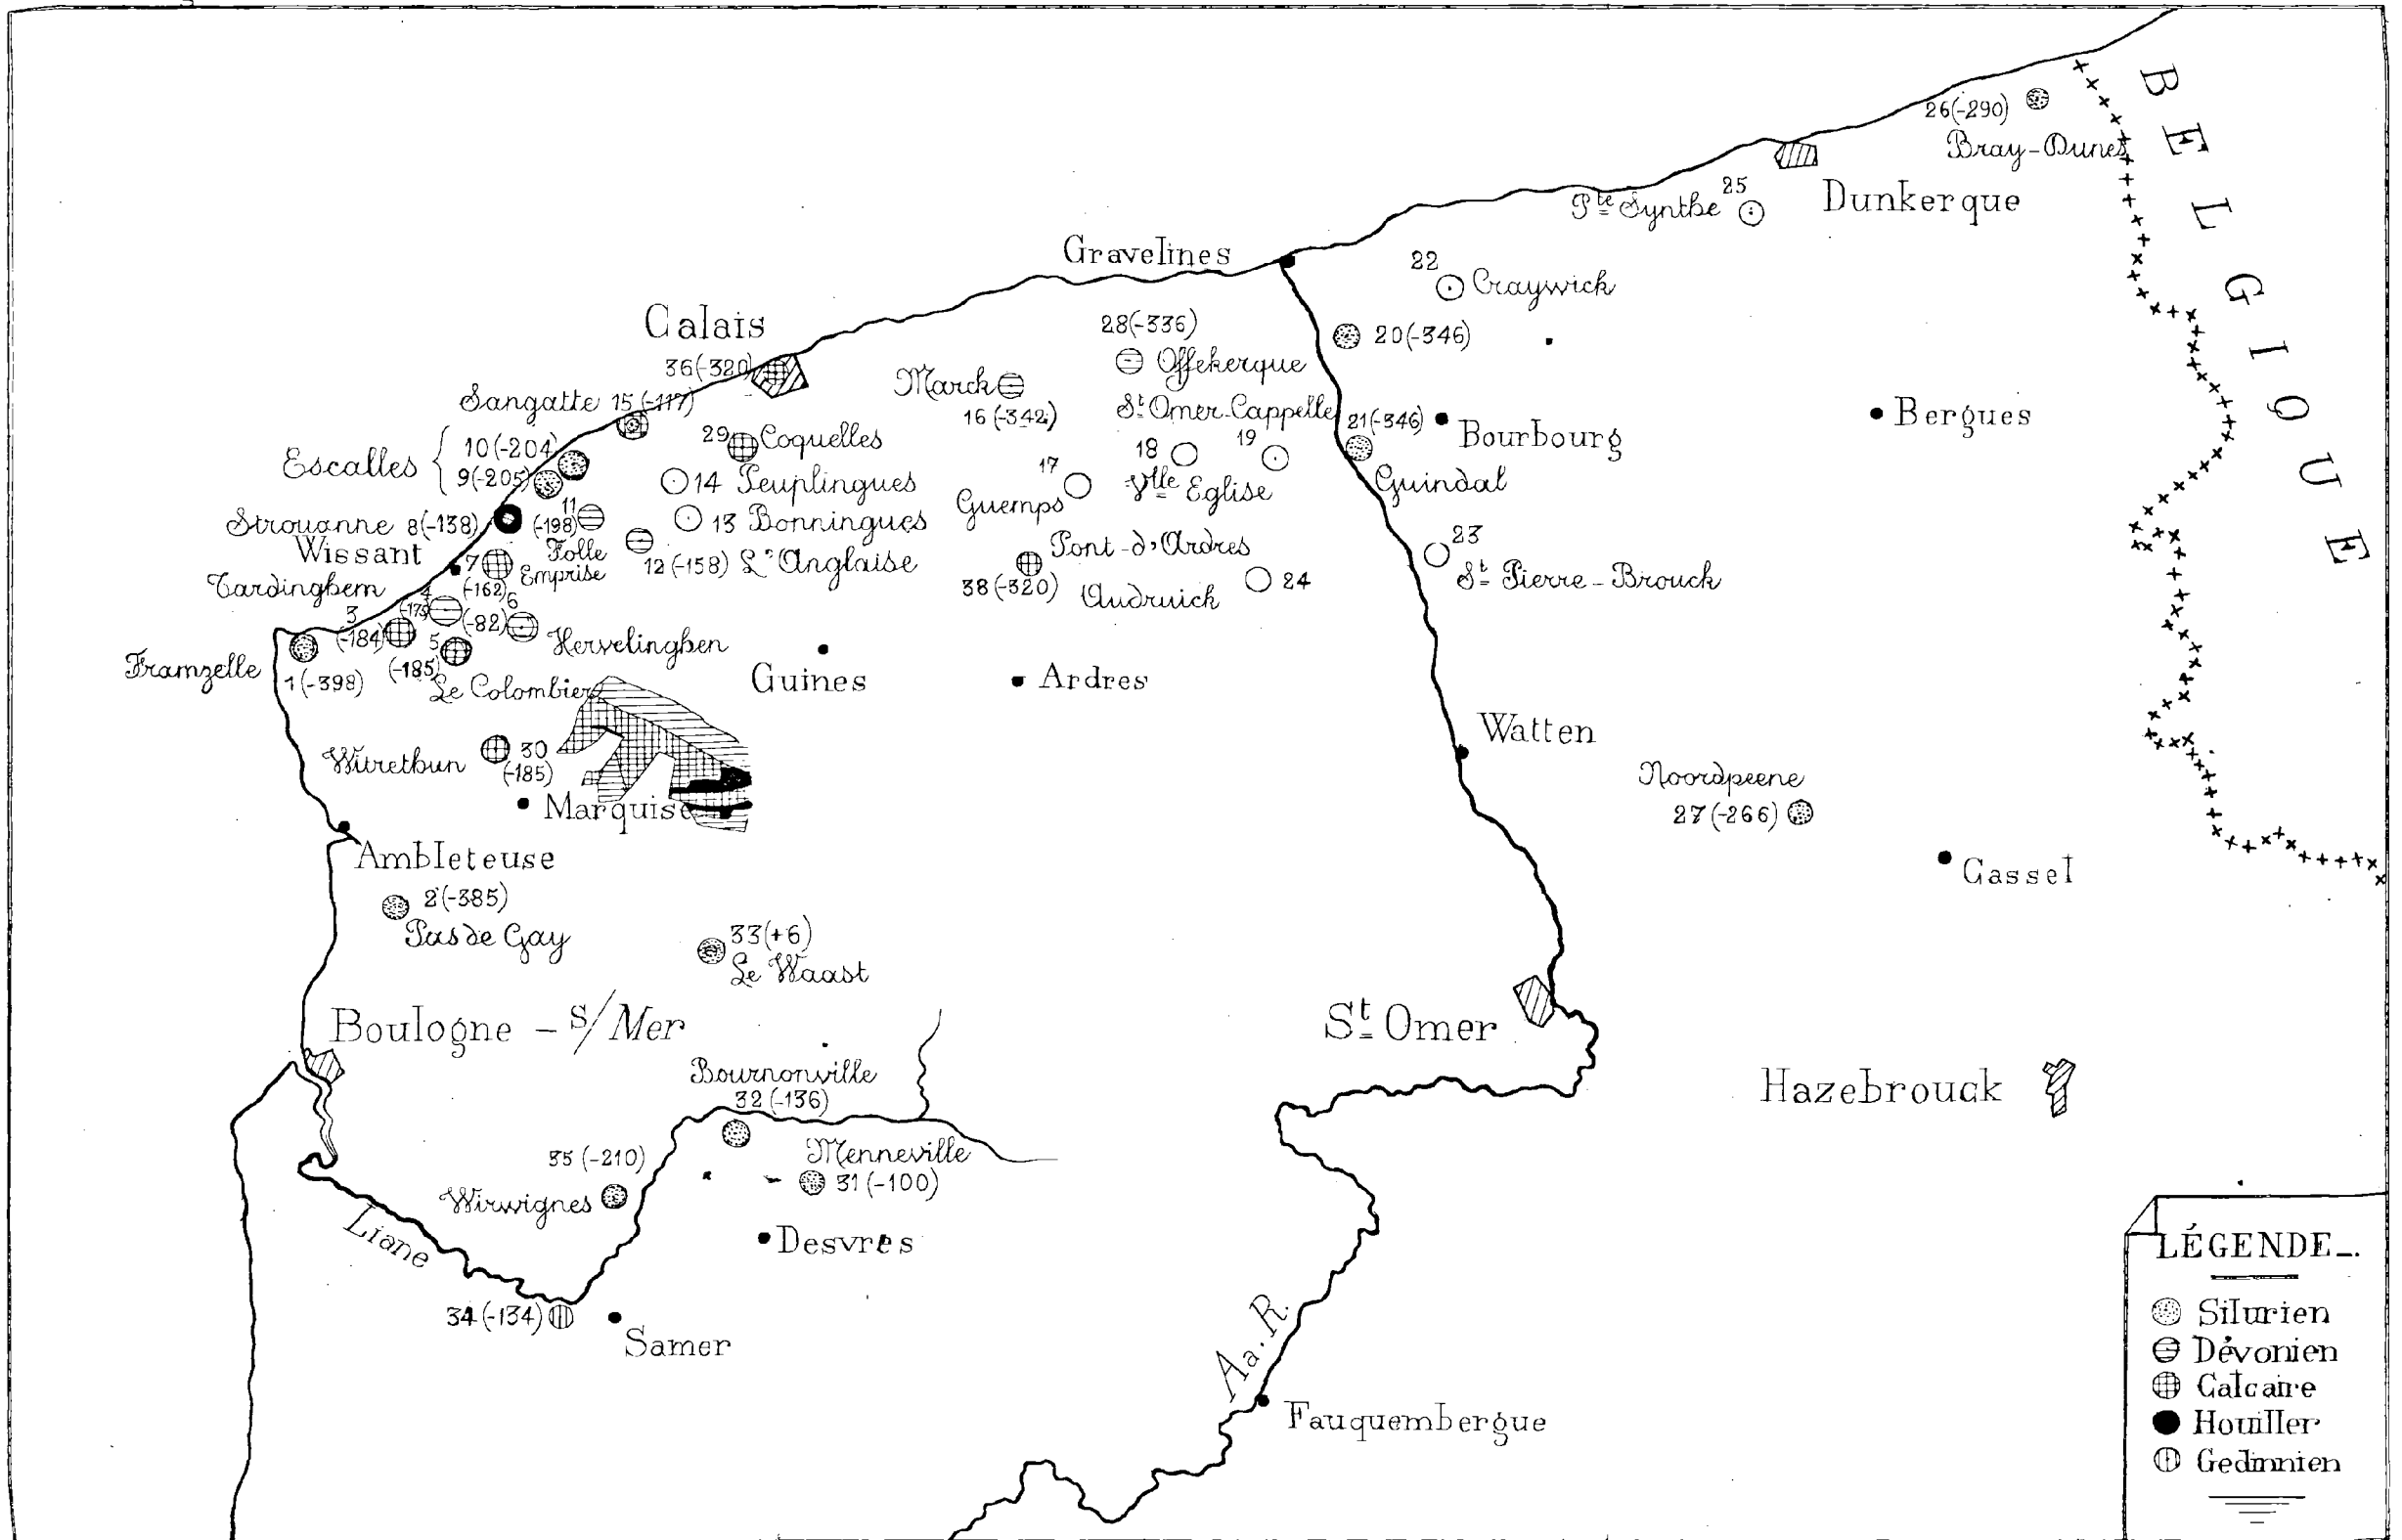 BELGIQUE
26(-290)
Bray-Dunes
Dunkerque
25
Pte Synthe
Gravelines
22
Craywick
Calais
28(-336)
Offekerque
20(-346)
36(-320)
Marck
16(-342)
Sangatte 15(-117)
St Omer-Cappelle
21(-346)
Bourbourg
Bergues
Escalles
10(-204)
9(-205)
29
Coquelles
18
19
Vlle Eglise
Guindal
14 Peuplingues
17
Guemps
Strouanne 8(-138)
11
(-198)
13 Bonningues
Wissant
Folle
Emprise
12(-158) L'Anglaise
Pont-d'Ardres
38(-320)
Audruick
24
23
St Pierre-Brouck
7
(-162)
Tardinghem
4
(-179)
6
(-82)
3
(-184)
5
(-185)
Hervelinghen
Framzelle
1(-398)
Le Colombier
Guines
Ardres
Watten
Witrethun
30
(-185)
Marquise
Noordpeene
27(-266)
Ambleteuse
Cassel
2(-385)
Pas de Gay
33(+6)
Le Waast
Boulogne - s/Mer
St Omer
Hazebrouck
Bournonville
32(-136)
35(-210)
Menneville
31(-100)
Wirwignes
Liane
Desvres
34(-134)
Samer
Aa. R.
Fauquembergue
LÉGENDE_.
Silurien
Dévonien
Calcaire
Houiller
Gedinnien